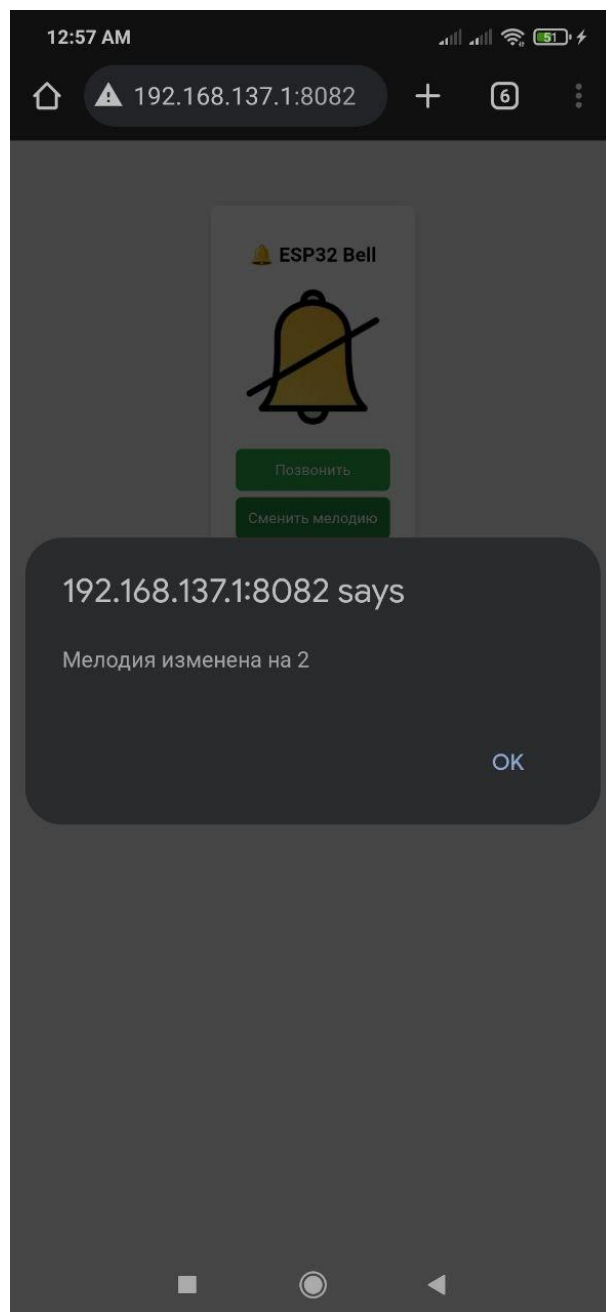 12:57 AM
51
192.168.137.1:8082
6
🔔 ESP32 Bell
Позвонить
Сменить мелодию
192.168.137.1:8082 says
Мелодия изменена на 2
OK